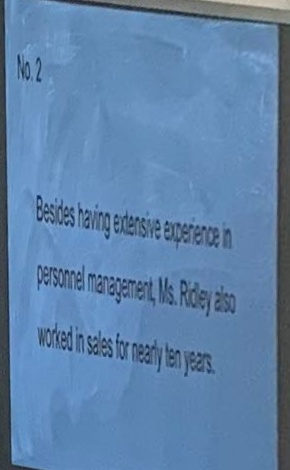 No. 2
Besides having extensive experience in
personnel management, Ms. Ridley also
worked in sales for nearly ten years.